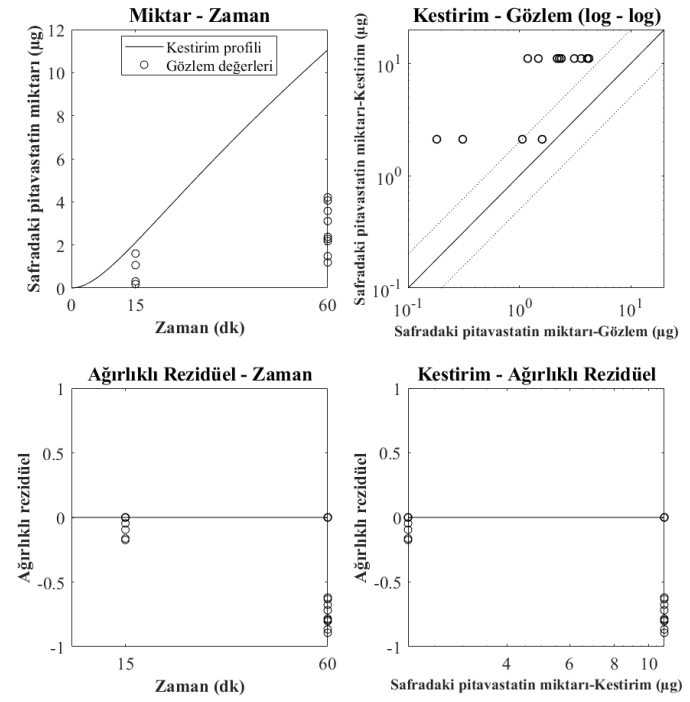 Miktar - Zaman
Safradaki pitavastatin miktarı (µg)
12
10
8
6
4
2
0
Kestirim profili
Gözlem değerleri
0
15
60
Zaman (dk)
Kestirim - Gözlem (log - log)
Safradaki pitavastatin miktarı-Kestirim (µg)
10^1
10^0
10^-1
10^-1
10^0
10^1
Safradaki pitavastatin miktarı-Gözlem (µg)
Ağırlıklı Rezidüel - Zaman
Ağırlıklı rezidüel
1
0.5
0
-0.5
-1
15
60
Zaman (dk)
Kestirim - Ağırlıklı Rezidüel
Ağırlıklı rezidüel
1
0.5
0
-0.5
-1
4
6
8
10
Safradaki pitavastatin miktarı-Kestirim (µg)